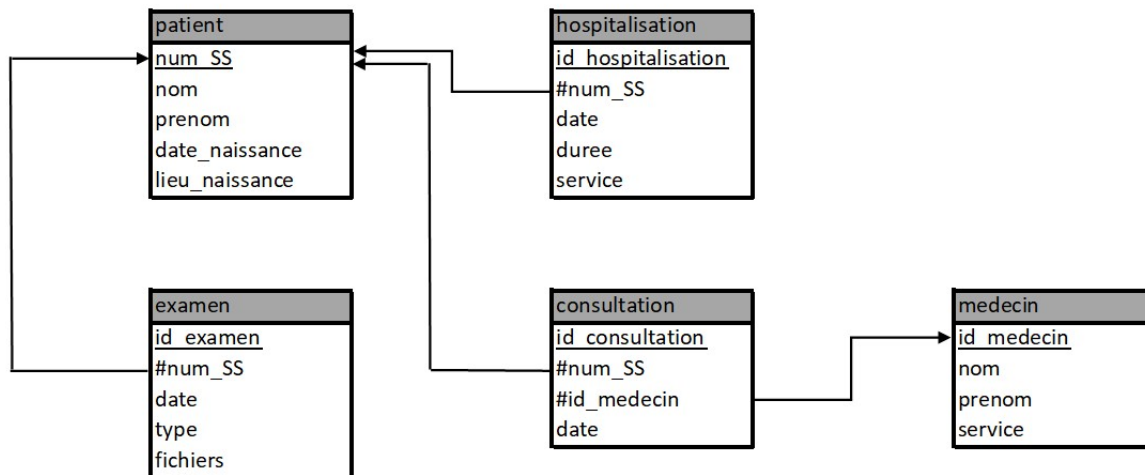 patient
num_SS
nom
prenom
date_naissance
lieu_naissance
hospitalisation
id_hospitalisation
#num_SS
date
duree
service
examen
id_examen
#num_SS
date
type
fichiers
consultation
id_consultation
#num_SS
#id_medecin
date
medecin
id_medecin
nom
prenom
service